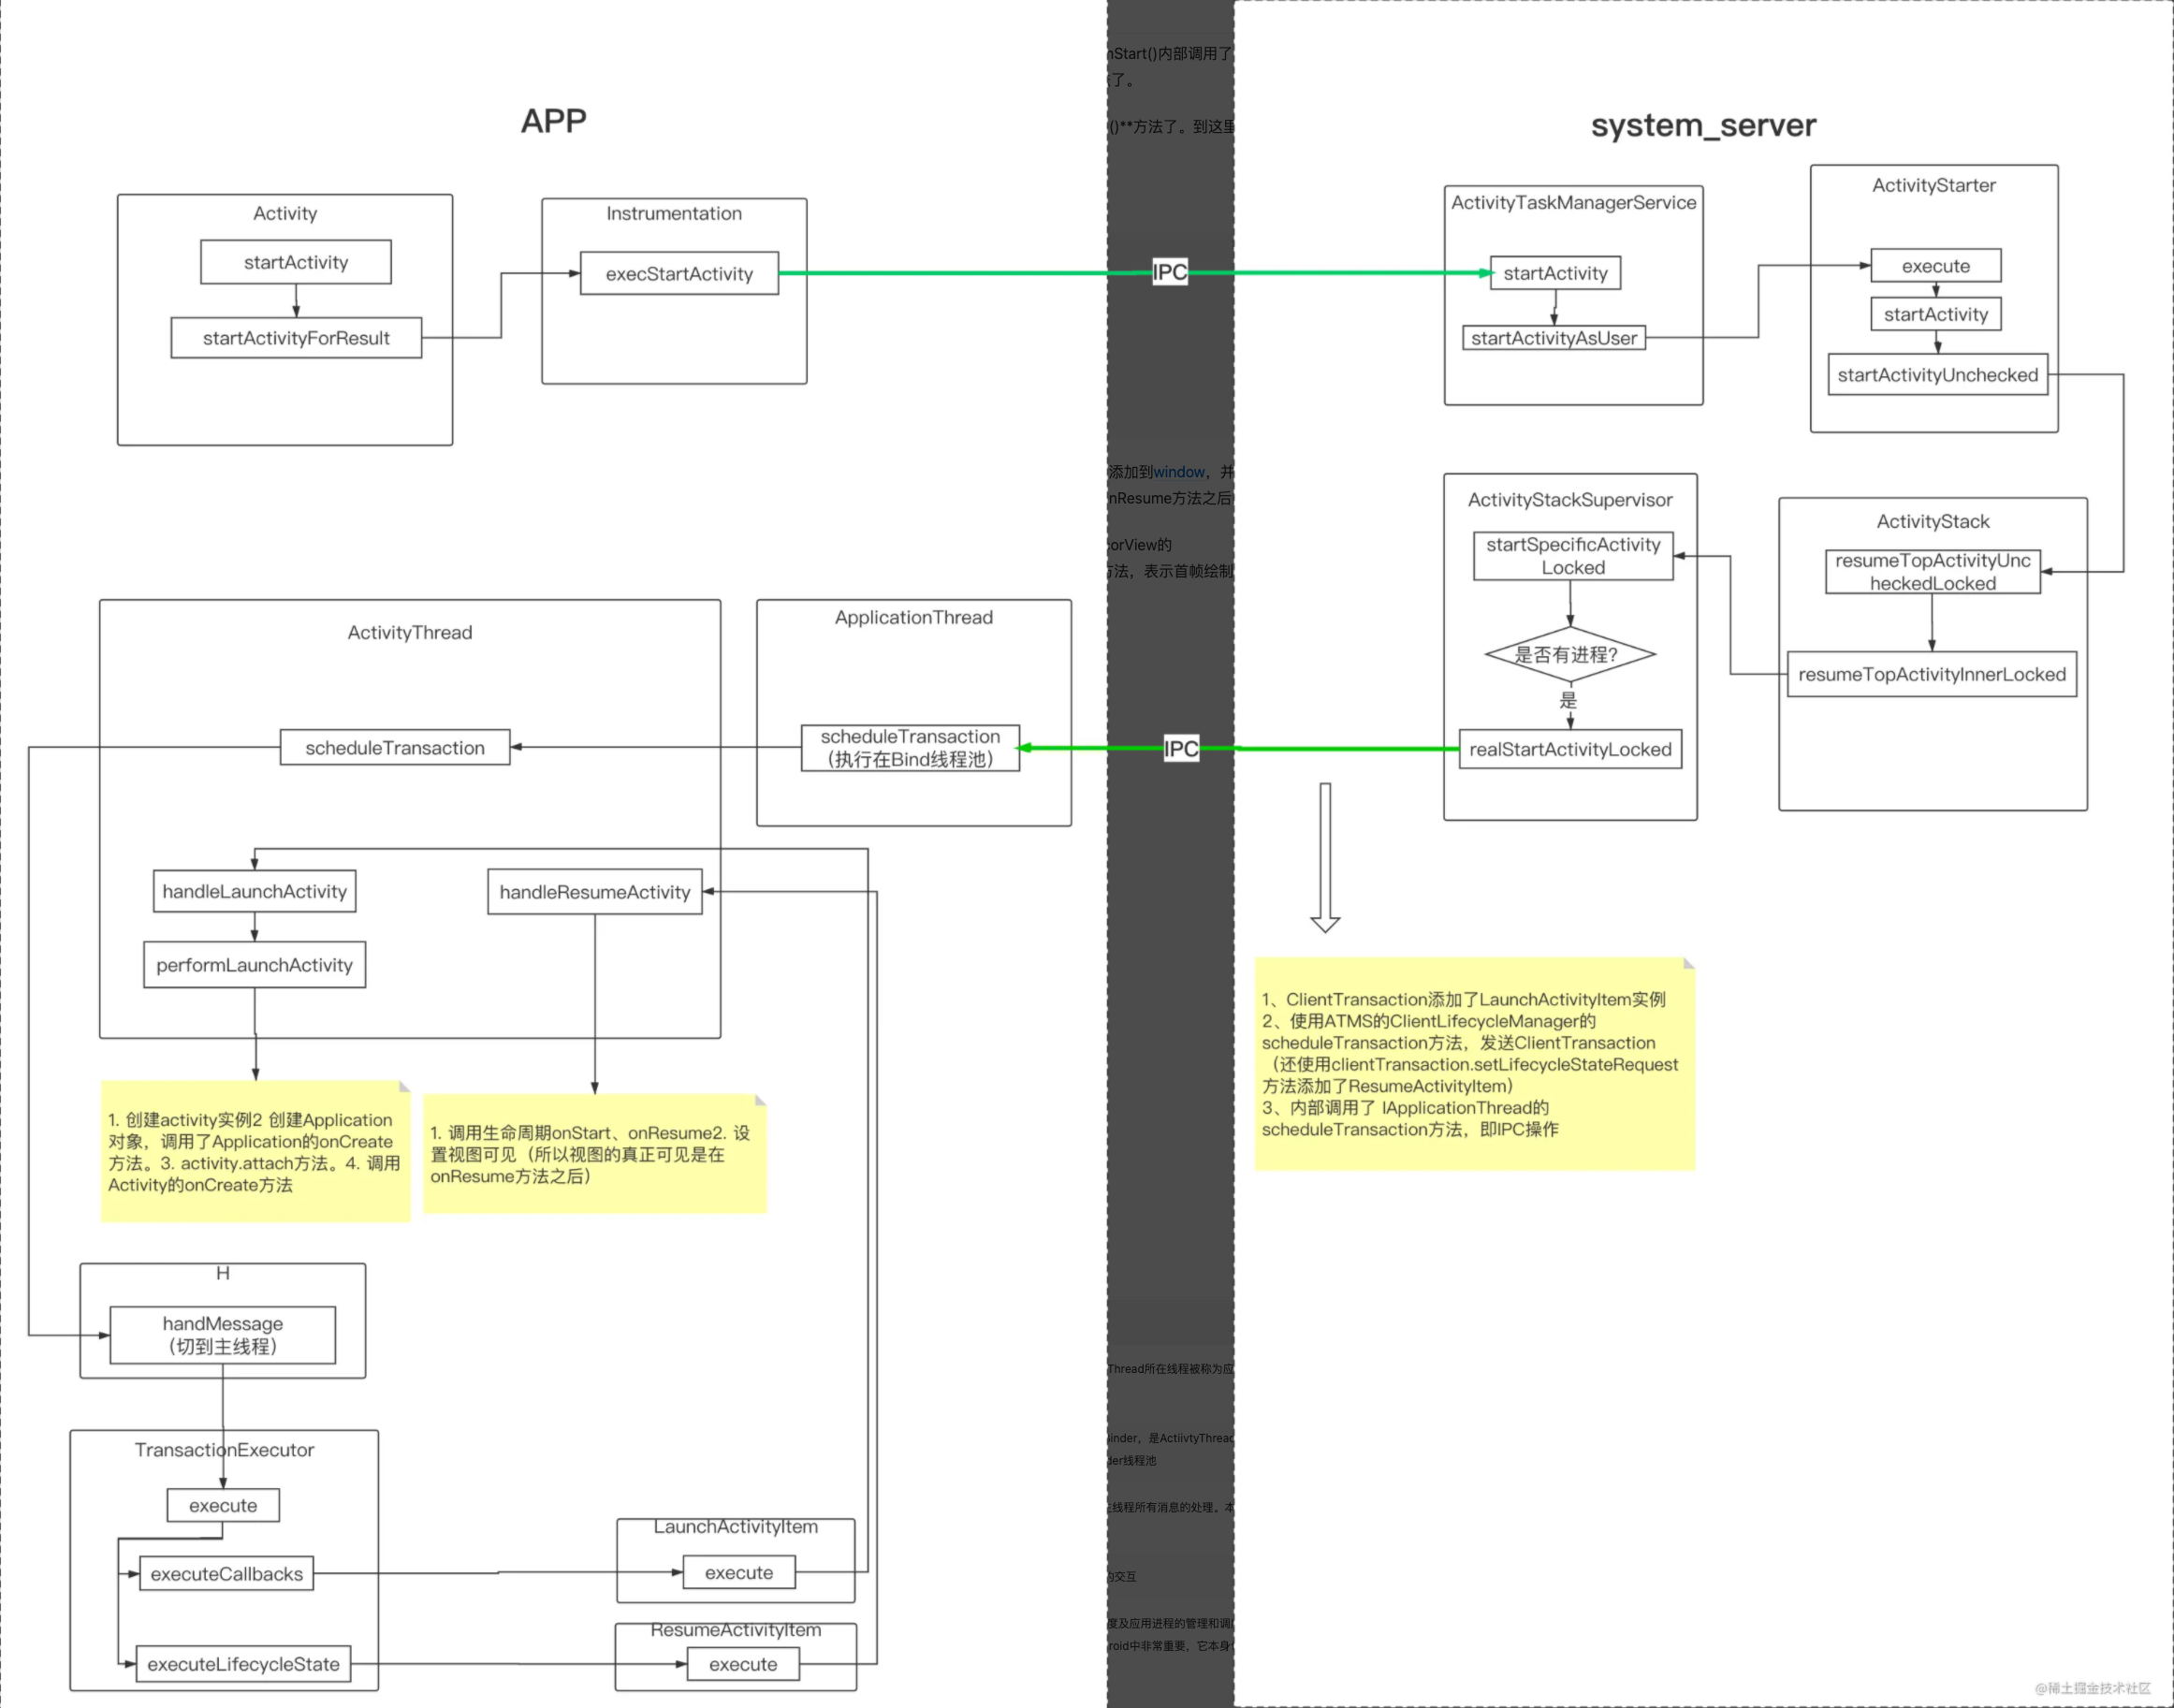 APP
Activity
startActivity
startActivityForResult
Instrumentation
execStartActivity
IPC
system_server
ActivityTaskManagerService
startActivity
startActivityAsUser
ActivityStarter
execute
startActivity
startActivityUnchecked
ActivityStackSupervisor
startSpecificActivity
Locked
是否有进程?
是
realStartActivityLocked
ActivityStack
resumeTopActivityUnc
heckedLocked
resumeTopActivityInnerLocked
ActivityThread
scheduleTransaction
ApplicationThread
scheduleTransaction
（执行在Bind线程池）
IPC
handleLaunchActivity
performLaunchActivity
handleResumeActivity
1. 创建activity实例2 创建Application
对象，调用了Application的onCreate
方法。3. activity.attach方法。4. 调用
Activity的onCreate方法
1. 调用生命周期onStart、onResume2. 设
置视图可见（所以视图的真正可见是在
onResume方法之后）
1、ClientTransaction添加了LaunchActivityItem实例
2、使用ATMS的ClientLifecycleManager的
scheduleTransaction方法，发送ClientTransaction
（还使用clientTransaction.setLifecycleStateRequest
方法添加了ResumeActivityItem）
3、内部调用了 IApplicationThread的
scheduleTransaction方法，即IPC操作
H
handMessage
（切到主线程）
TransactionExecutor
execute
executeCallbacks
executeLifecycleState
LaunchActivityItem
execute
ResumeActivityItem
execute
nStart()内部调用了
了。
()**方法了。到这里
添加到window，并
nResume方法之后
orView的
方法，表示首帧绘制
Thread所在线程被称为应
inder，是ActiivtyThread
der线程池
线程所有消息的处理。本
的交互
度及应用进程的管理和调
roid中非常重要，它本身
@稀土掘金技术社区